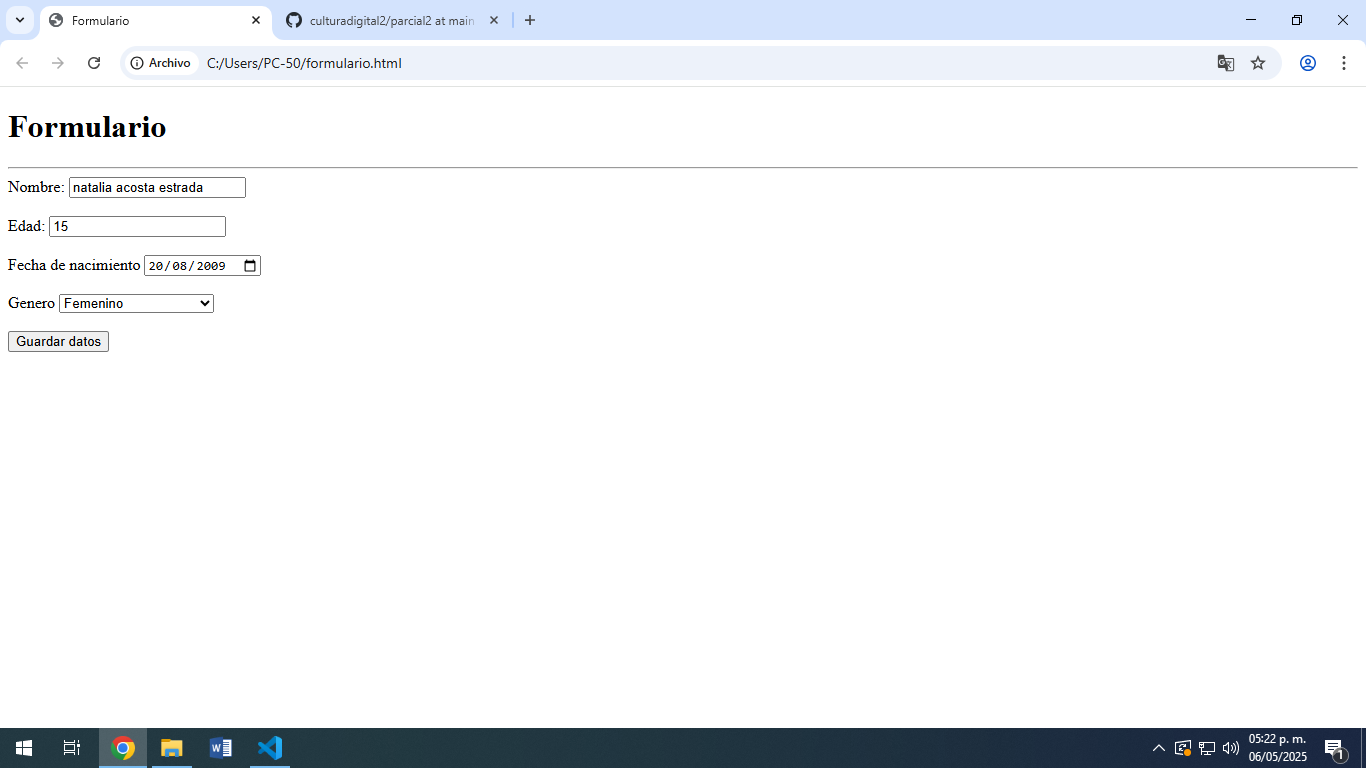 Formulario
culturadigital2/parcial2 at main
Archivo
C:/Users/PC-50/formulario.html
Formulario
Nombre: natalia acosta estrada
Edad: 15
Fecha de nacimiento 20/08/2009
Genero Femenino
Guardar datos
05:22 p. m.
06/05/2025
1